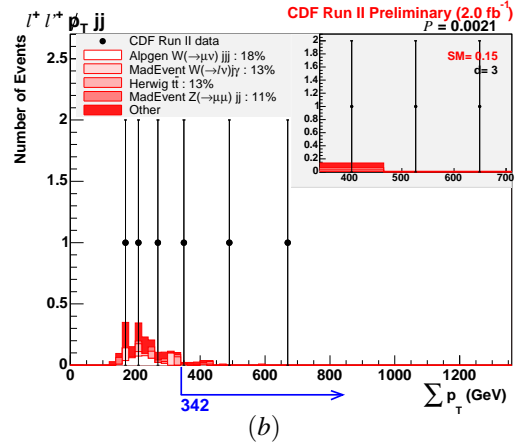 l⁺ l'⁺ p̸_T jj
CDF Run II Preliminary (2.0 fb⁻¹)
P = 0.0021
Number of Events
CDF Run II data
Alpgen W(→μν) jjj : 18%
MadEvent W(→lν)jγ : 13%
Herwig tt̄ : 13%
MadEvent Z(→μμ) jj : 11%
Other
SM= 0.15
d= 3
2
1.8
1.6
1.4
1.2
1
0.8
0.6
0.4
0.2
0
400 500 600 700
2.5
2
1.5
1
0.5
0
0 200 400 600 800 1000 1200
342
∑ p_T (GeV)
(b)